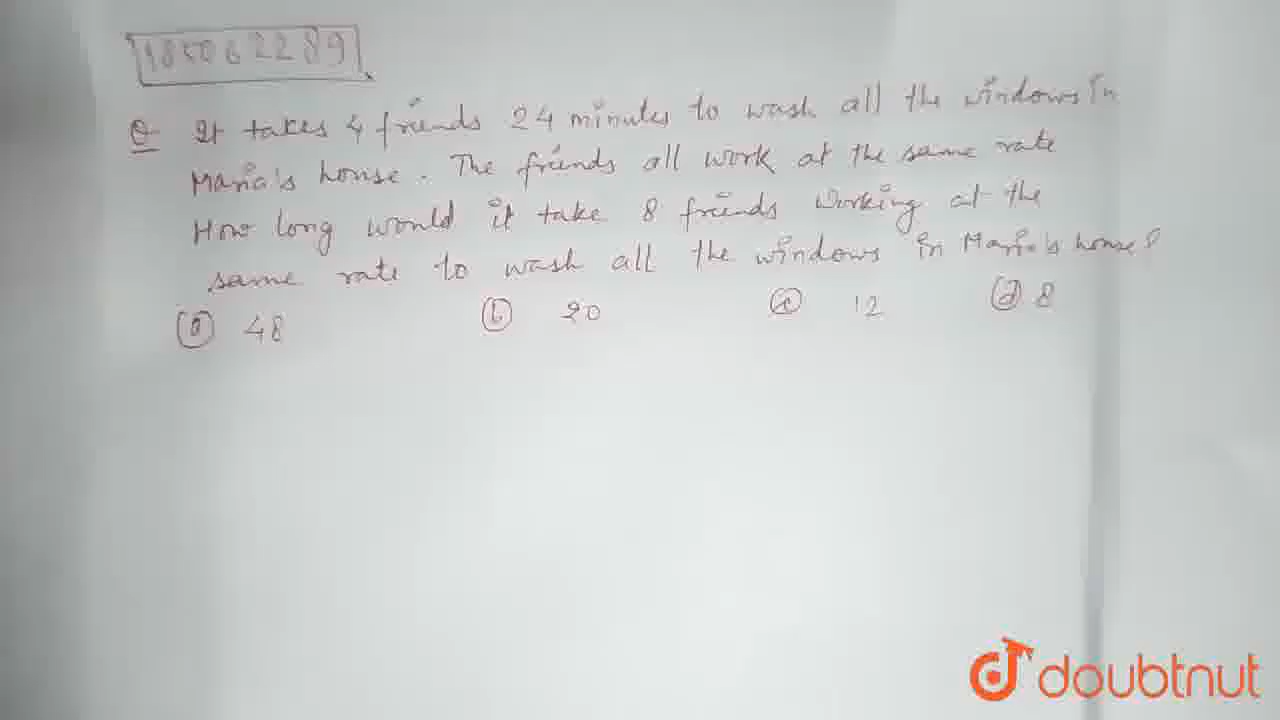 485062289
Q It takes 4 friends 24 minutes to wash all the windows in
Maria's house. The friends all work at the same rate
How long would it take 8 friends working at the
same rate to wash all the windows in Maria's house?
(a) 48 (b) 20 (c) 12 (d) 8
doubtnut